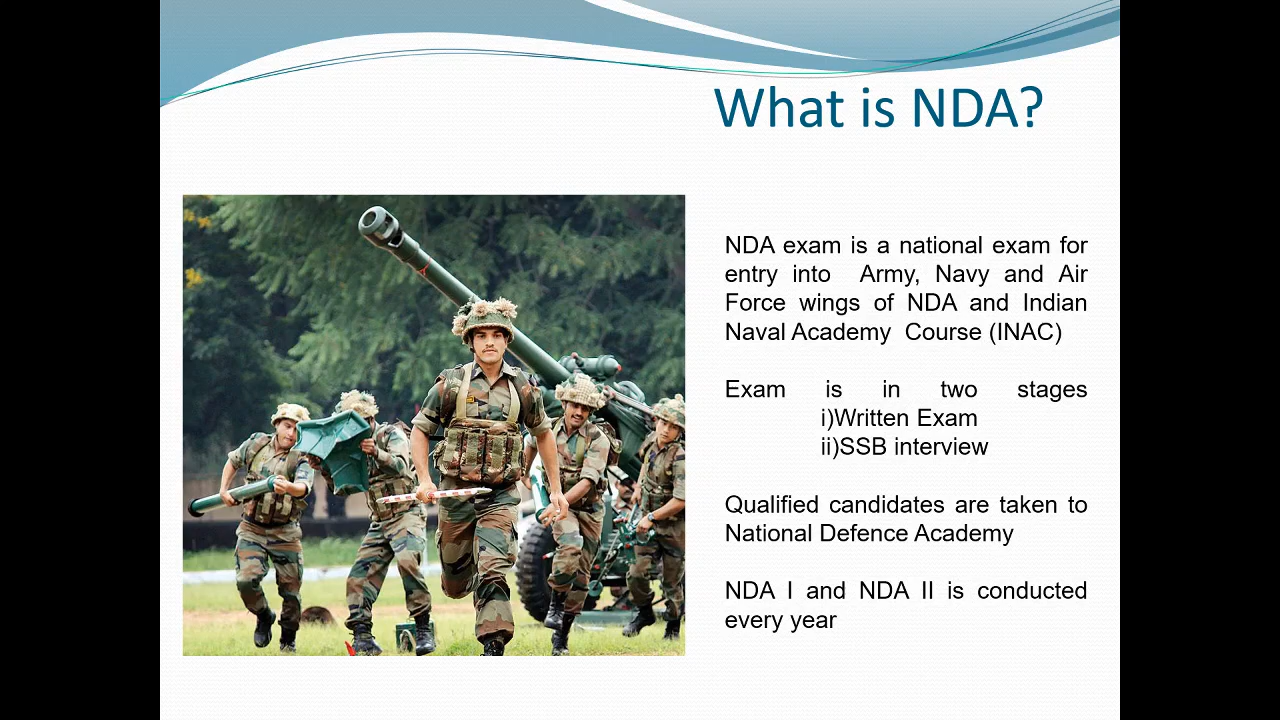 What is NDA?
NDA exam is a national exam for
entry into Army, Navy and Air
Force wings of NDA and Indian
Naval Academy Course (INAC)
Exam is in two stages
i)Written Exam
ii)SSB interview
Qualified candidates are taken to
National Defence Academy
NDA I and NDA II is conducted
every year